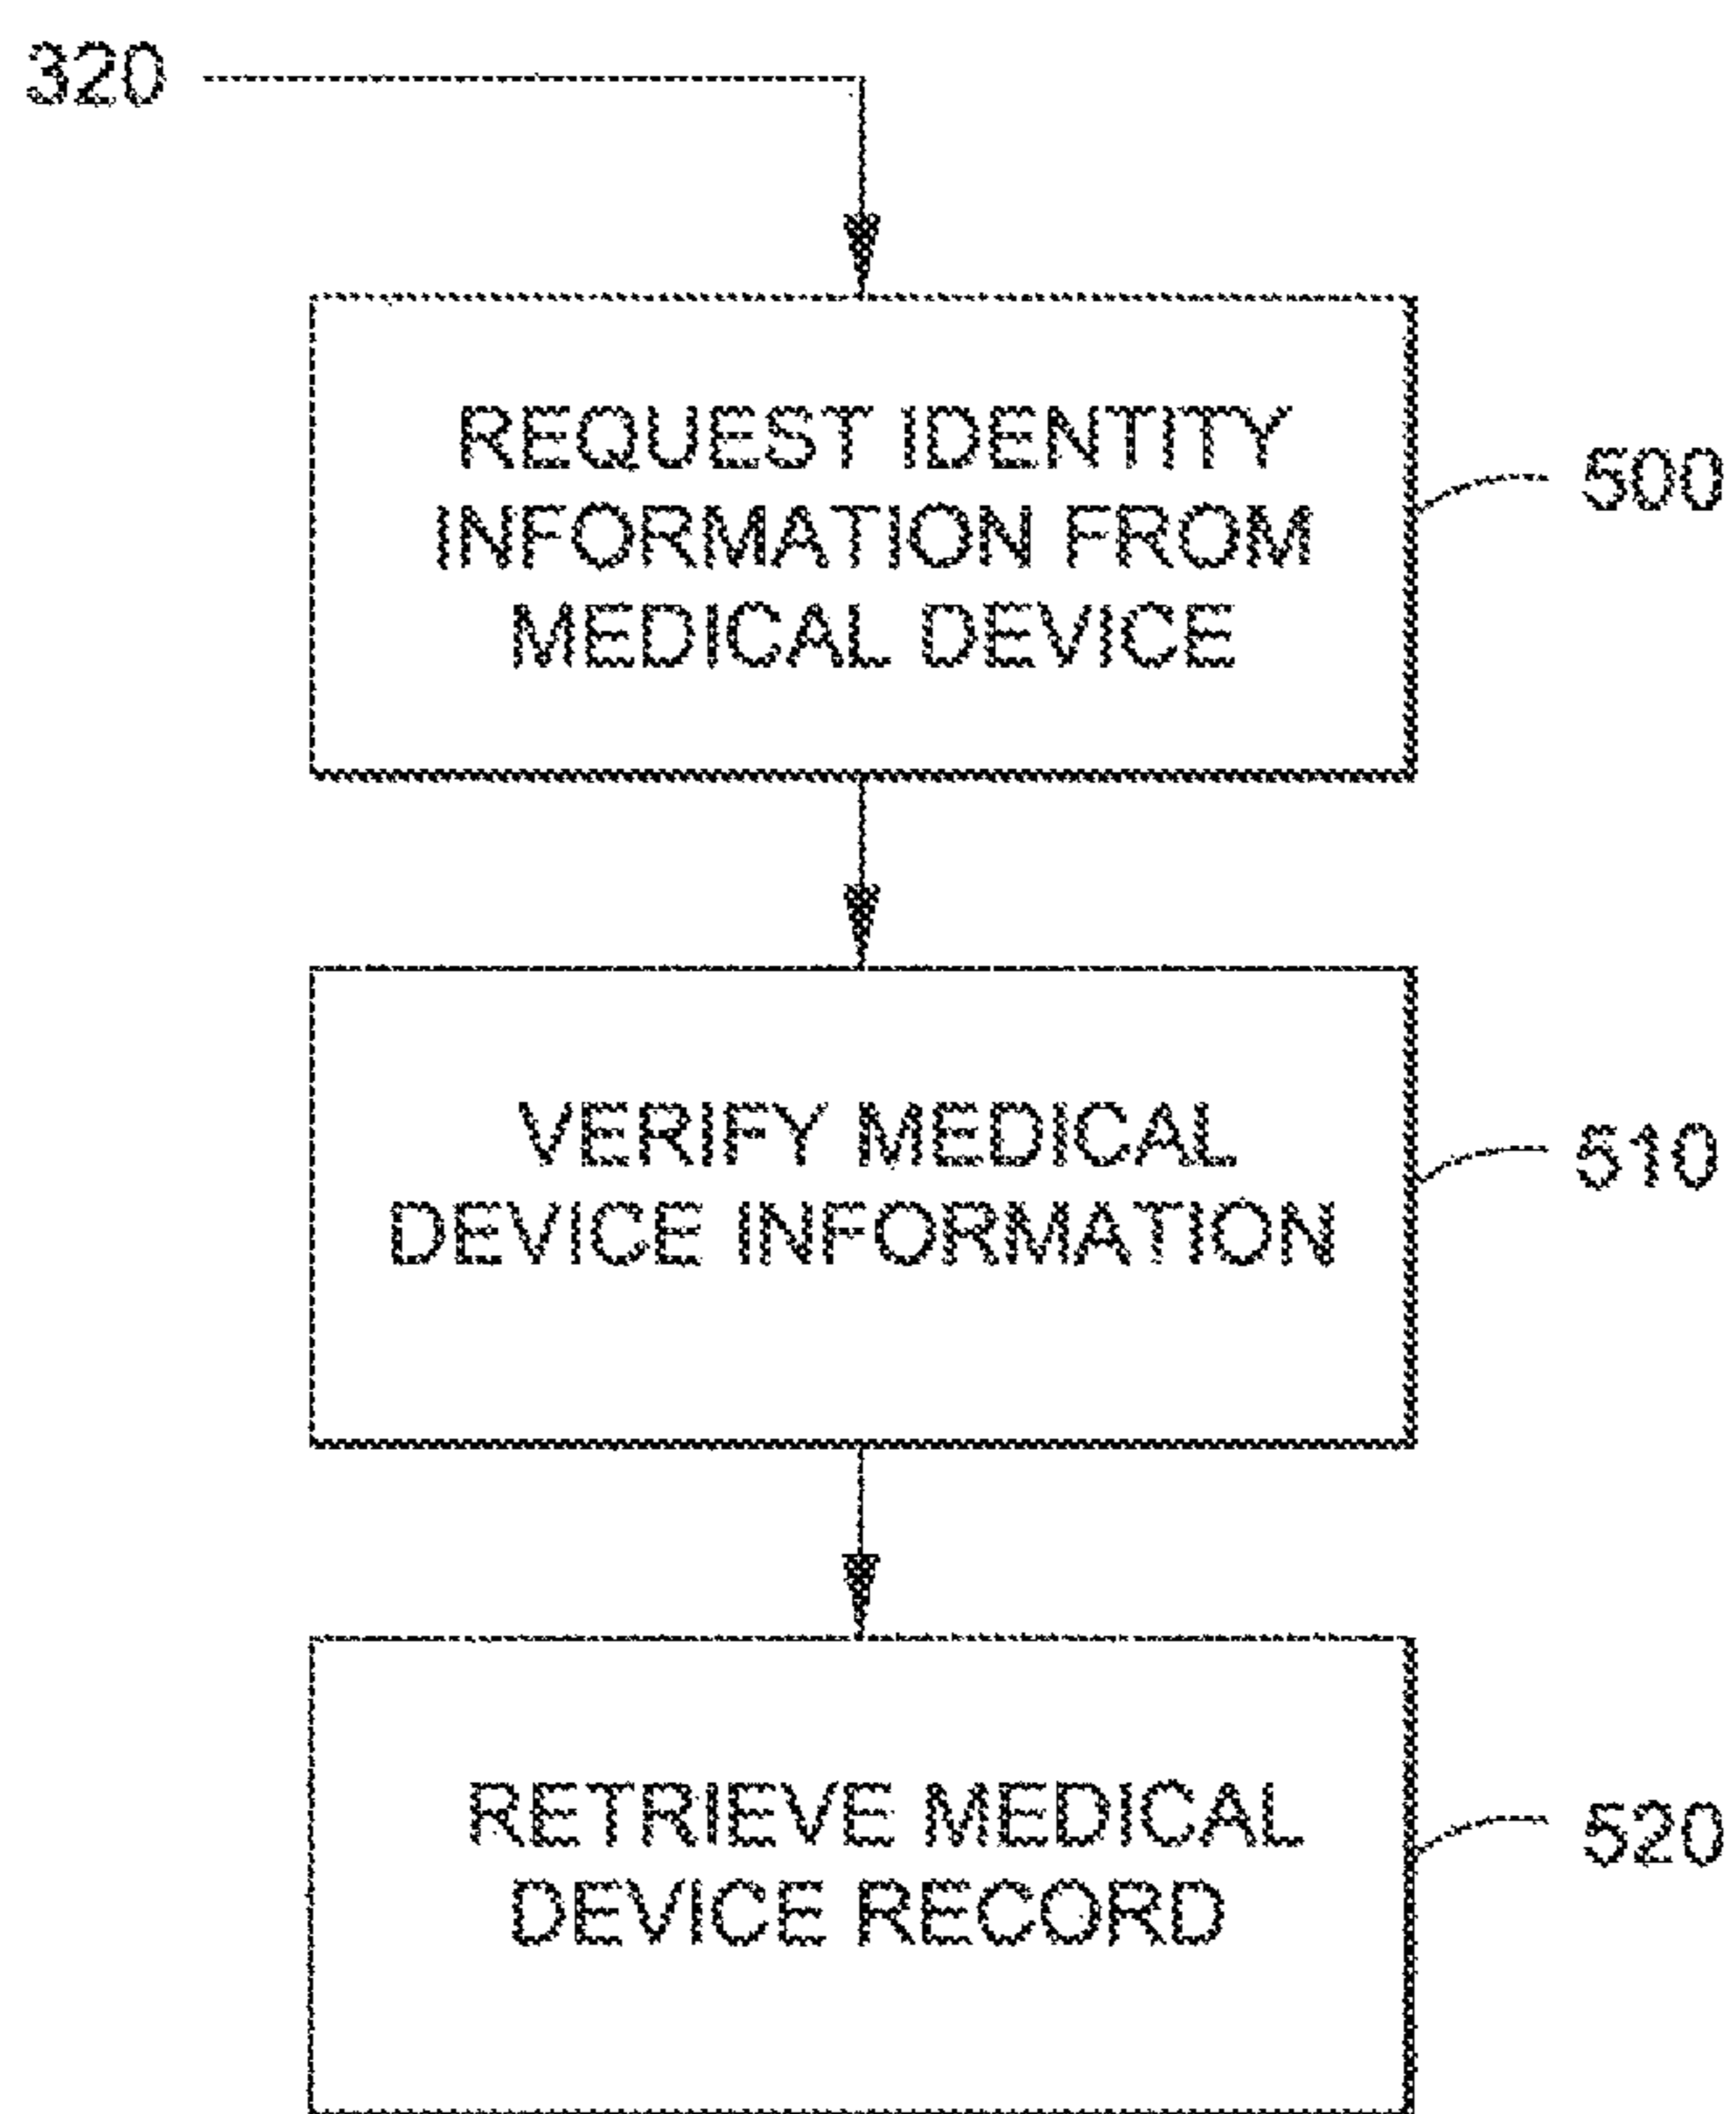 320
REQUEST IDENTITY
INFORMATION FROM
MEDICAL DEVICE
500
VERIFY MEDICAL
DEVICE INFORMATION
510
RETRIEVE MEDICAL
DEVICE RECORD
520